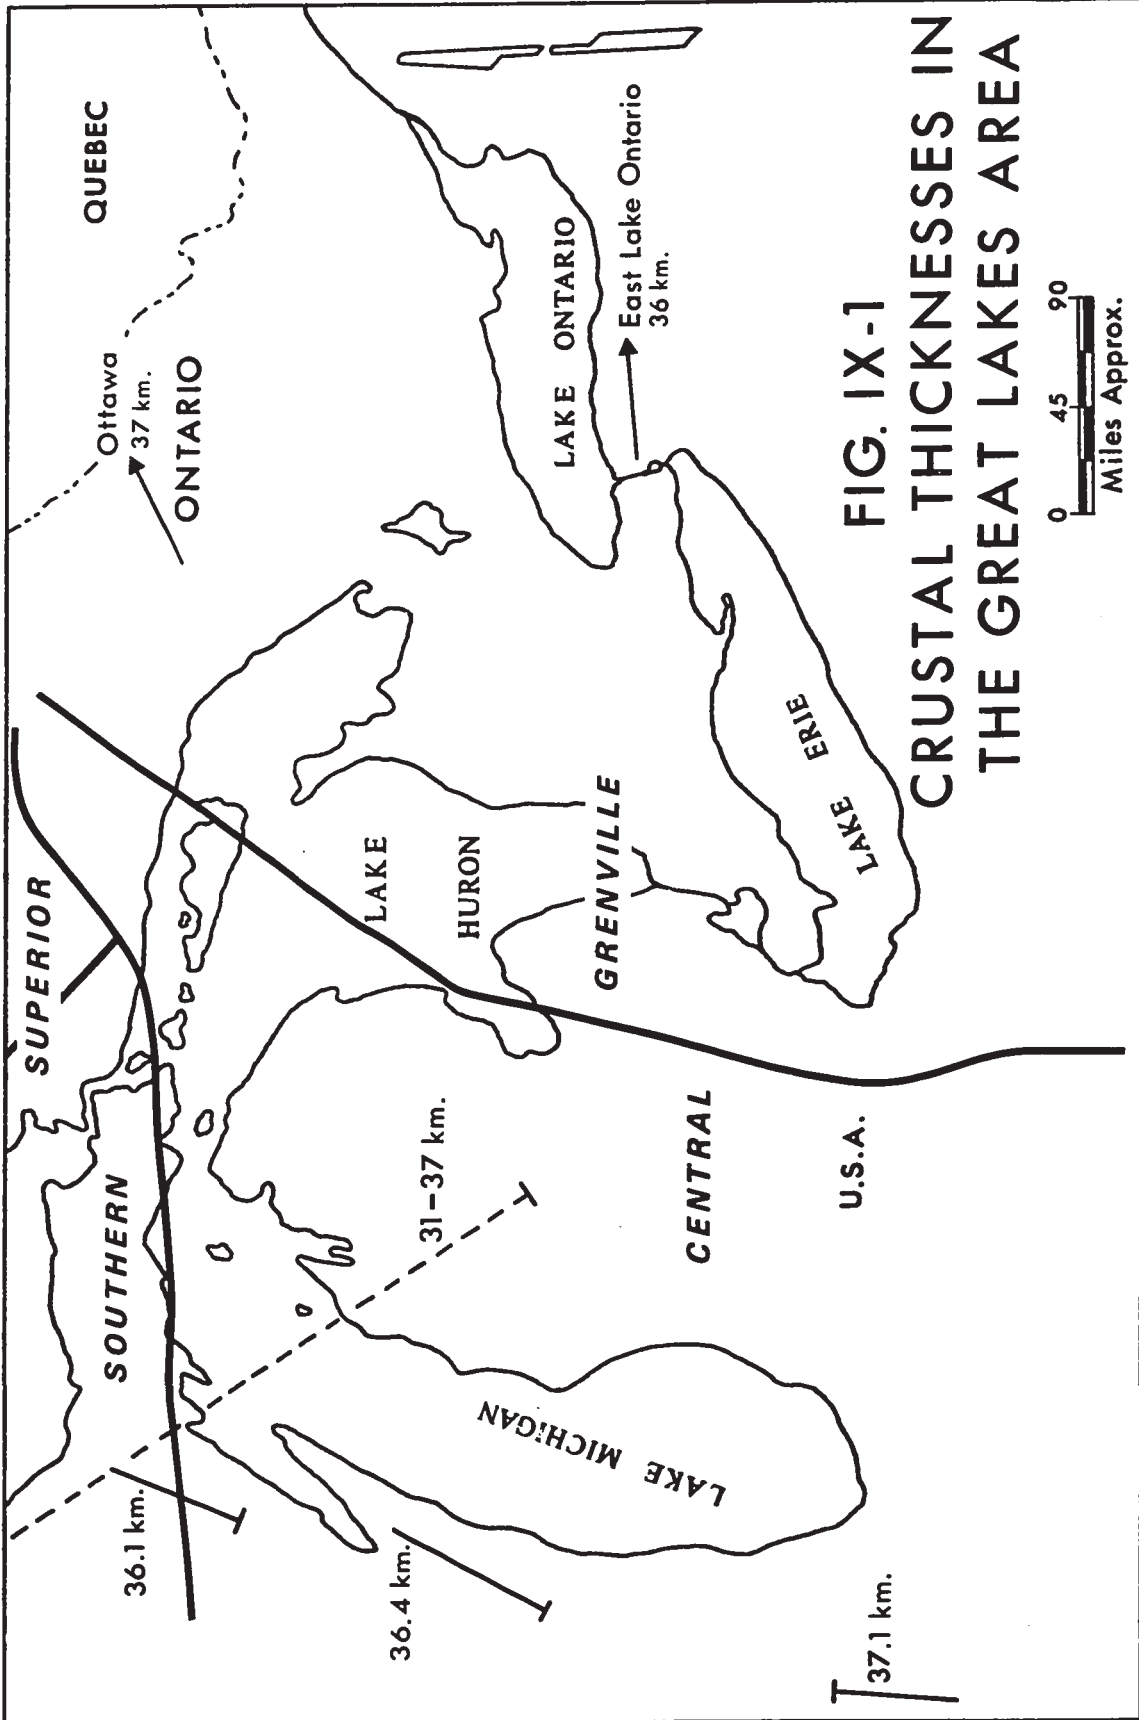 QUEBEC
Ottawa
37 km.
ONTARIO
SUPERIOR
SOUTHERN
36.1 km.
LAKE
HURON
LAKE ONTARIO
East Lake Ontario
36 km.
31-37 km.
36.4 km.
GRENVILLE
LAKE MICHIGAN
CENTRAL
LAKE ERIE
U.S.A.
37.1 km.
FIG. IX-1
CRUSTAL THICKNESSES IN
THE GREAT LAKES AREA
0 45 90
Miles Approx.